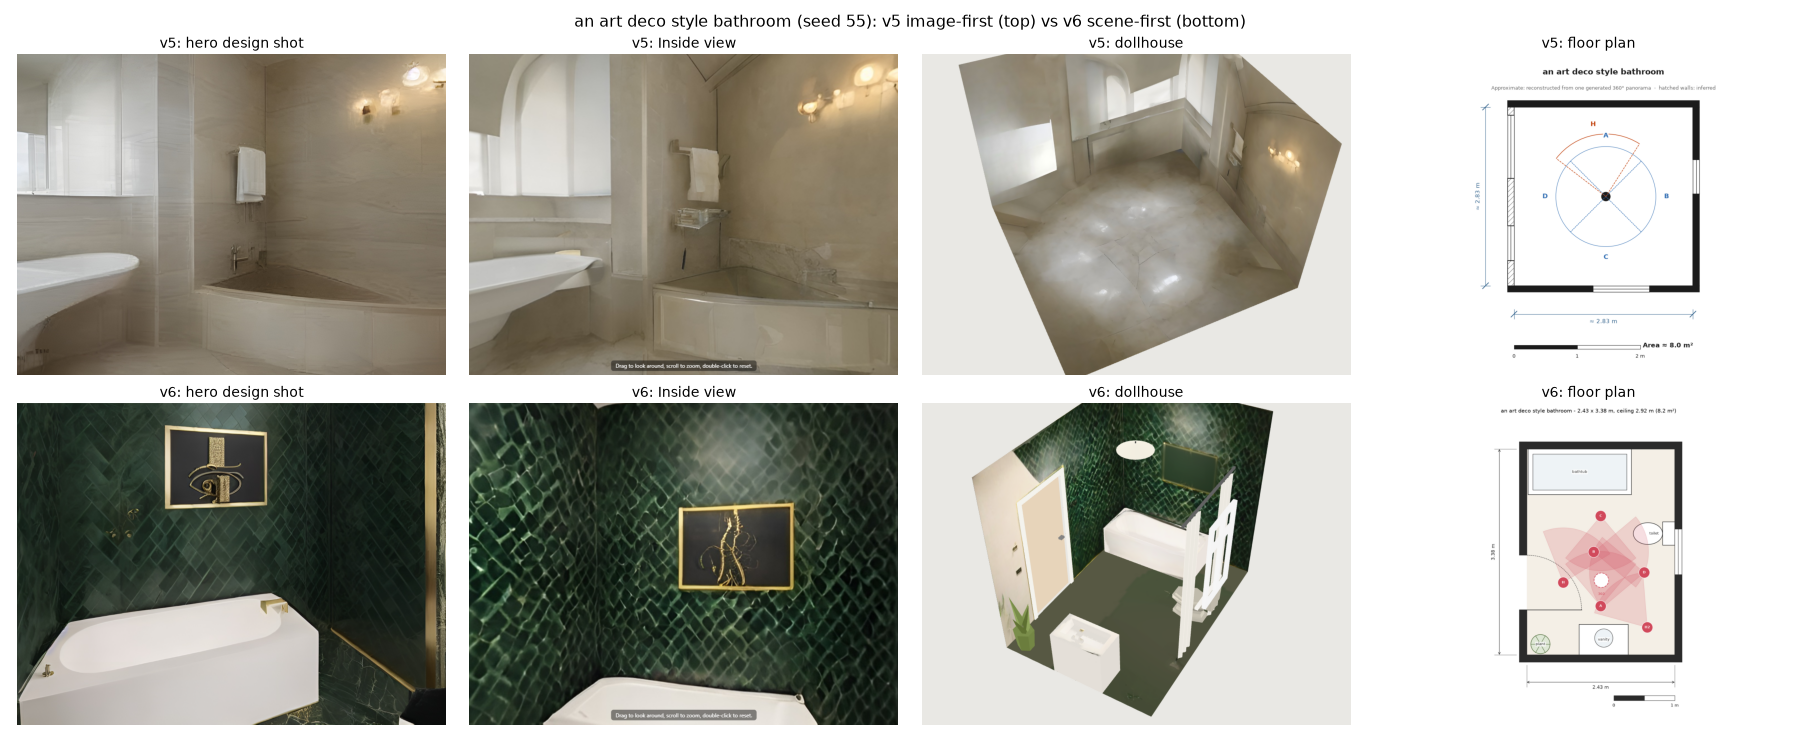 an art deco style bathroom (seed 55): v5 image-first (top) vs v6 scene-first (bottom)
v5: hero design shot
v5: Inside view
v5: dollhouse
v5: floor plan
an art deco style bathroom
Approximate: reconstructed from one generated 360° panorama - hatched walls: inferred
H
A
D
B
C
≈ 2.83 m
≈ 2.83 m
Area ≈ 8.0 m²
0 1 2 m
Drag to look around, scroll to zoom, double-click to reset.
v6: hero design shot
v6: Inside view
v6: dollhouse
v6: floor plan
an art deco style bathroom - 2.43 x 3.38 m, ceiling 2.92 m (8.2 m²)
bathtub
toilet
3.38 m
vanity
2.43 m
0 1 m
Drag to look around, scroll to zoom, double-click to reset.